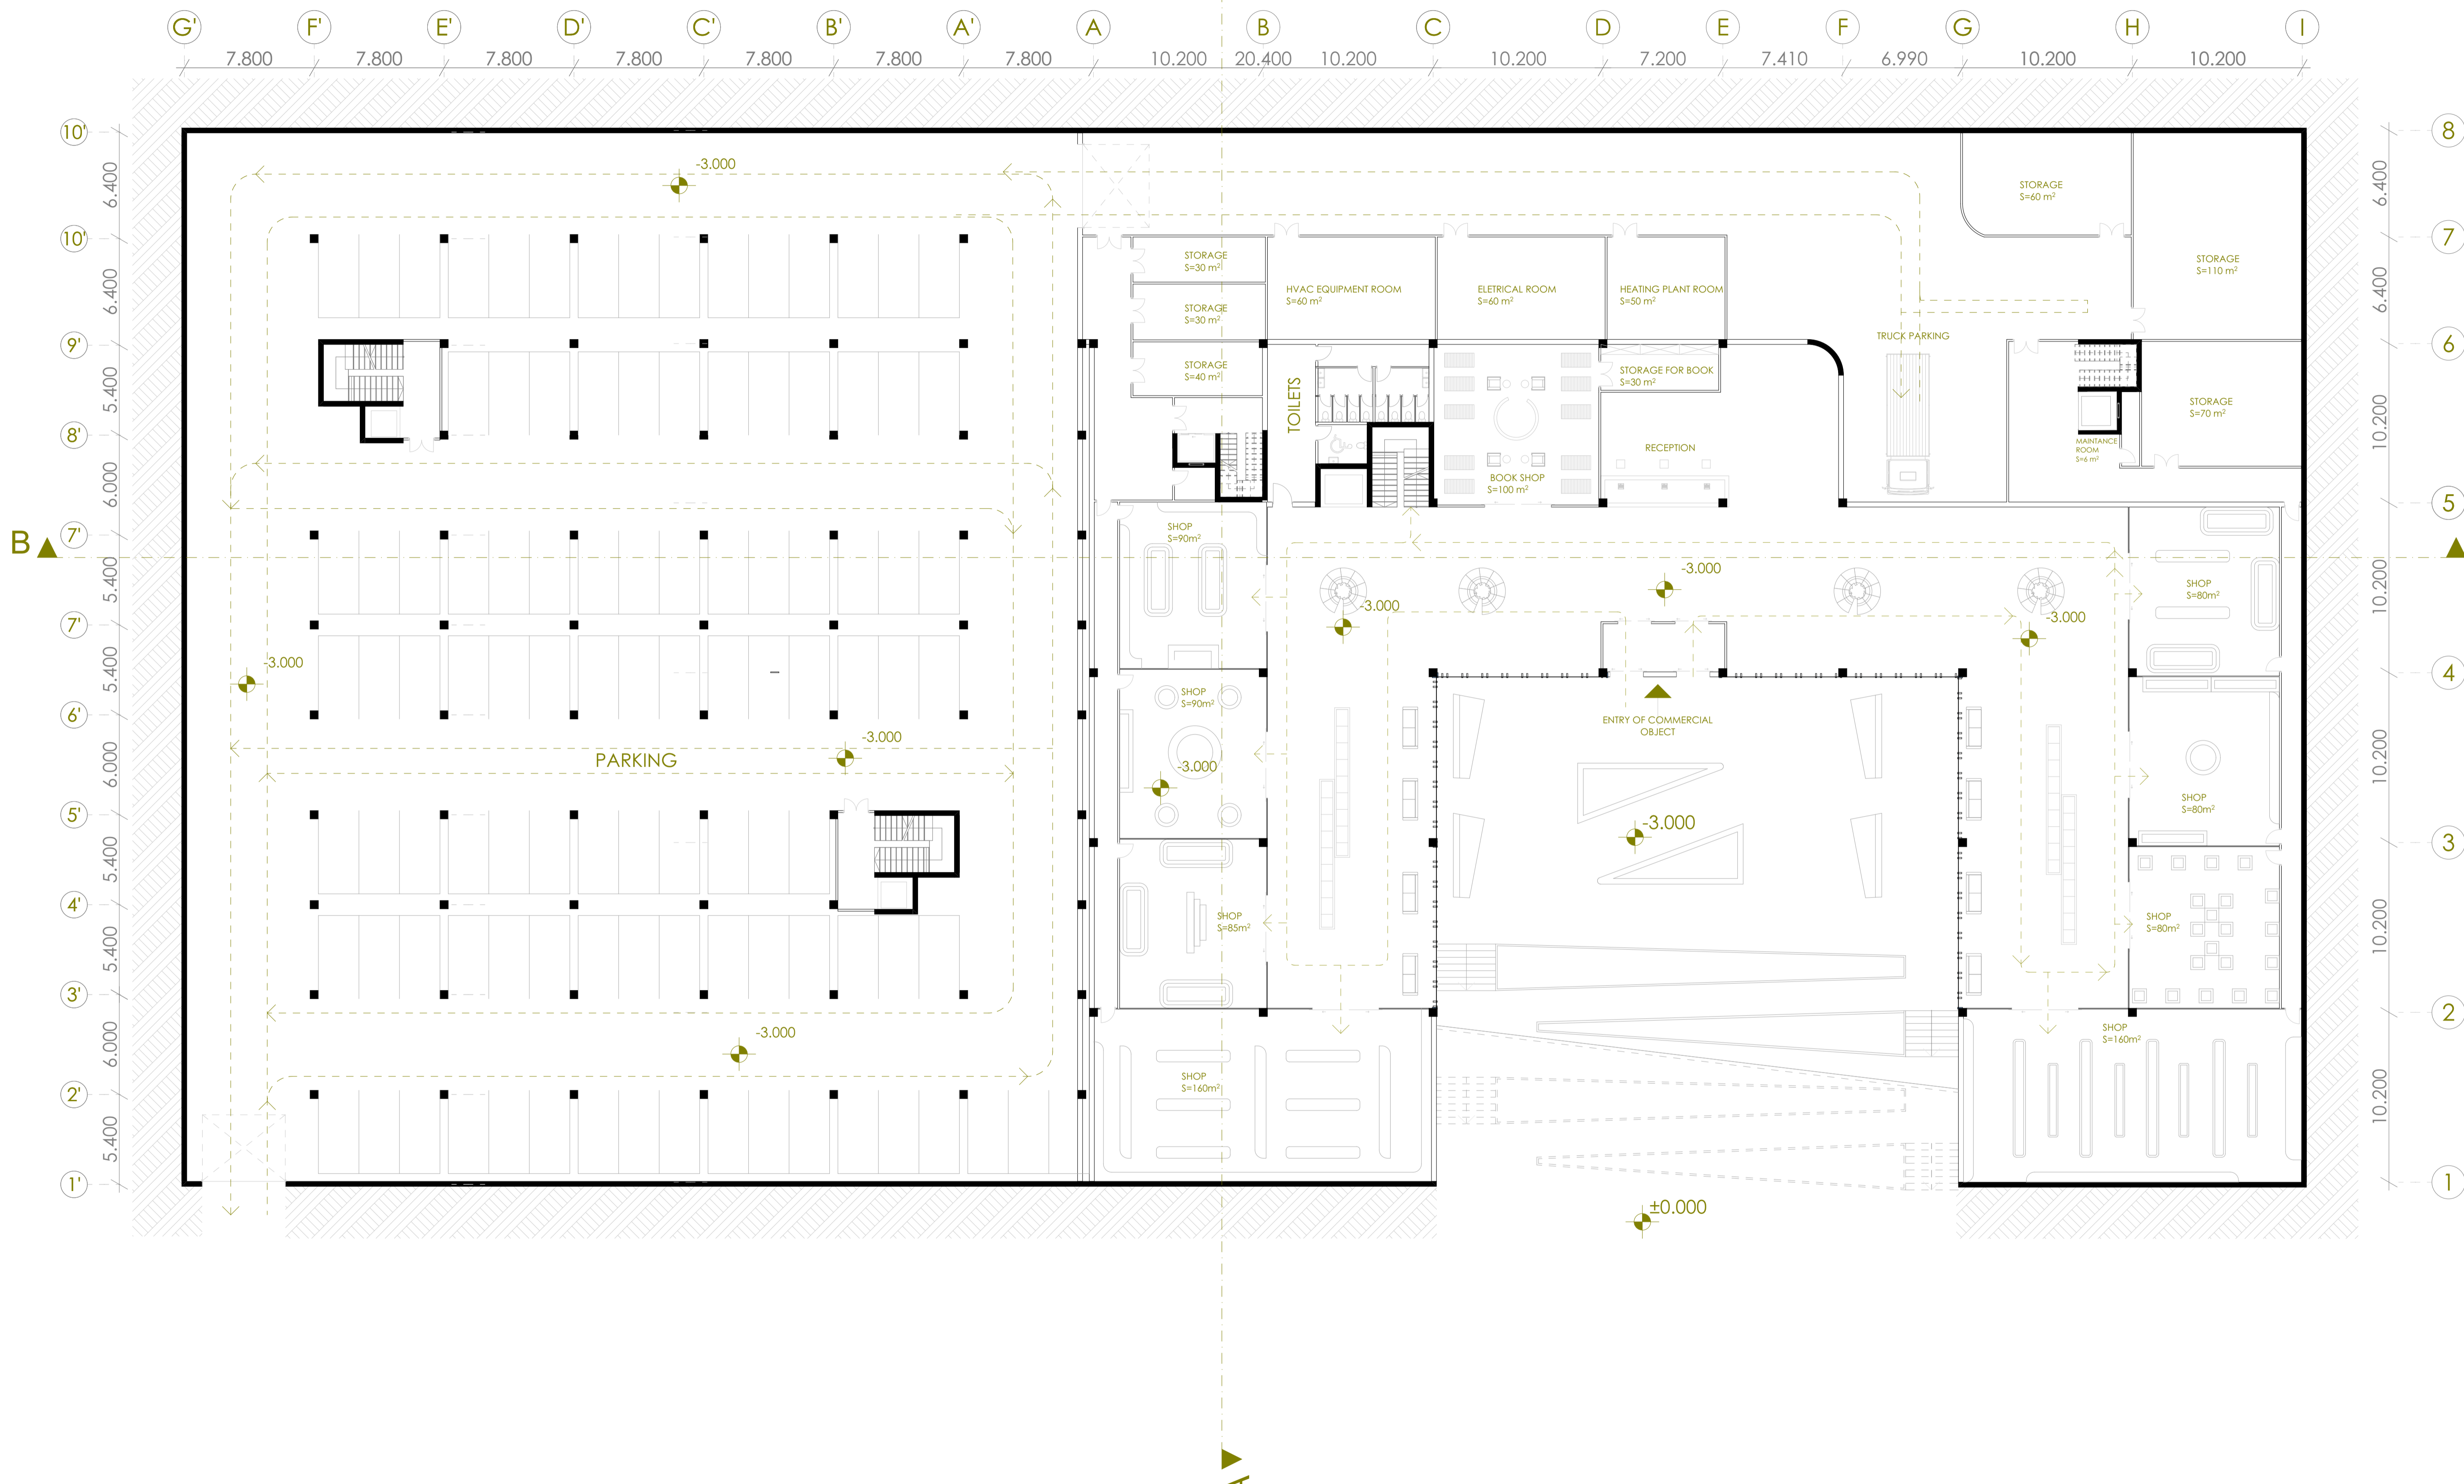 G' F' E' D' C' B' A' A B C D E F G H I
7.800 7.800 7.800 7.800 7.800 7.800 7.800 10.200 20.400 10.200 10.200 7.200 7.410 6.990 10.200 10.200
10'
8
-3.000
6.400
6.400
STORAGE
S=60 m²
10'
7
STORAGE
S=30 m²
STORAGE
S=110 m²
6.400
6.400
HVAC EQUIPMENT ROOM
S=60 m²
ELETRICAL ROOM
S=60 m²
HEATING PLANT ROOM
S=50 m²
STORAGE
S=30 m²
TRUCK PARKING
9'
6
STORAGE
S=40 m²
STORAGE FOR BOOK
S=30 m²
5.400
TOILETS
STORAGE
S=70 m²
10.200
8'
RECEPTION
MAINTANCE
ROOM
S=6 m²
6.000
BOOK SHOP
S=100 m²
5
7'
SHOP
S=90m²
B
-3.000
5.400
SHOP
S=80m²
10.200
-3.000
-3.000
7'
5.400
-3.000
4
SHOP
S=90m²
6'
ENTRY OF COMMERCIAL
OBJECT
-3.000
6.000
PARKING
-3.000
10.200
SHOP
S=80m²
5'
-3.000
3
5.400
4'
SHOP
S=85m²
SHOP
S=80m²
10.200
5.400
3'
2
-3.000
6.000
SHOP
S=160m²
SHOP
S=160m²
2'
10.200
5.400
1'
1
±0.000